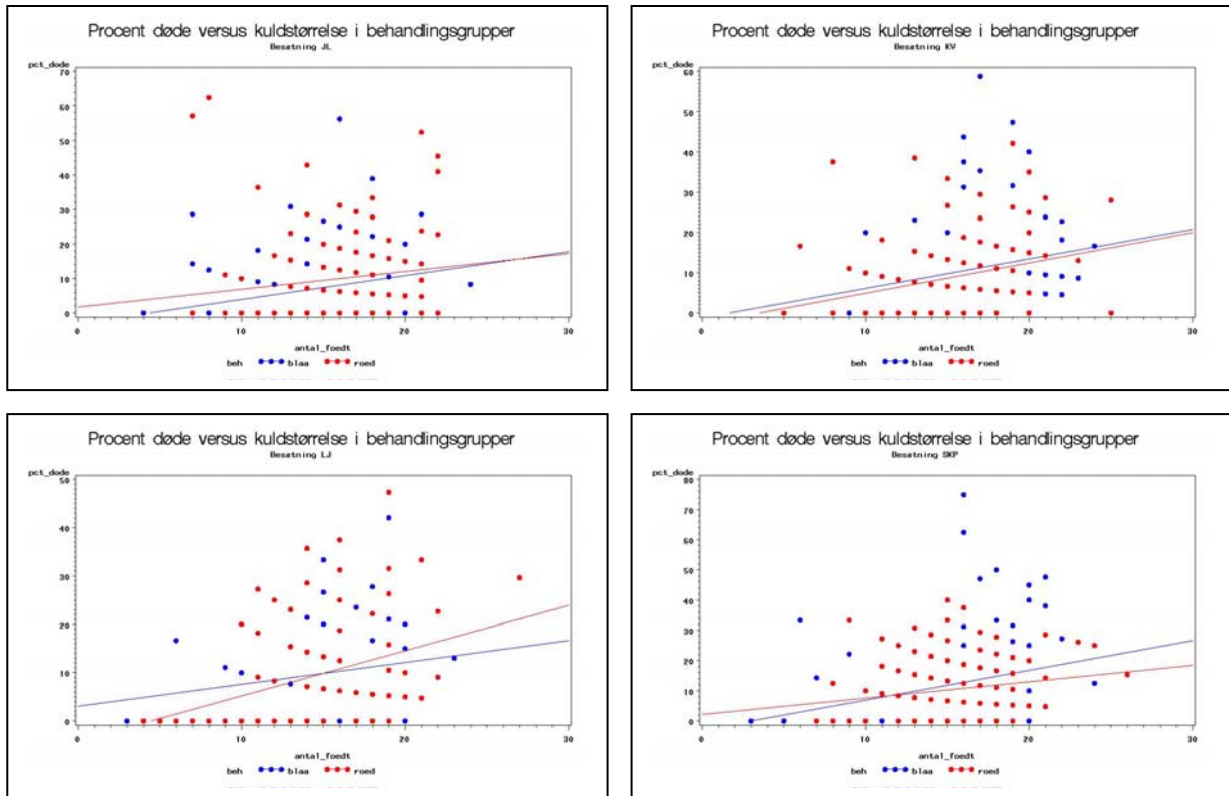 Procent døde versus kuldstørrelse i behandlingsgrupper
Besætning JL
pct_dode
70
60
50
40
30
20
10
0
0 10 20 30
antal_foedt
beh blaa roed
Procent døde versus kuldstørrelse i behandlingsgrupper
Besætning KV
pct_dode
60
50
40
30
20
10
0
0 10 20 30
antal_foedt
beh blaa roed
Procent døde versus kuldstørrelse i behandlingsgrupper
Besætning LJ
pct_dode
50
40
30
20
10
0
0 10 20 30
antal_foedt
beh blaa roed
Procent døde versus kuldstørrelse i behandlingsgrupper
Besætning SKP
pct_dode
80
70
60
50
40
30
20
10
0
0 10 20 30
antal_foedt
beh blaa roed